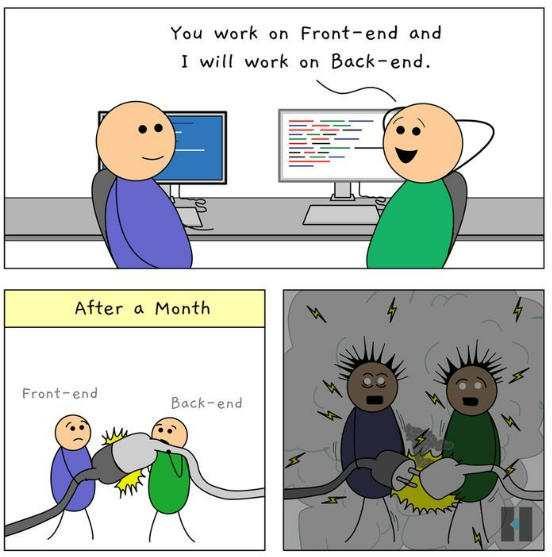 You work on Front-end and
I will work on Back-end.
After a Month
Front-end
Back-end